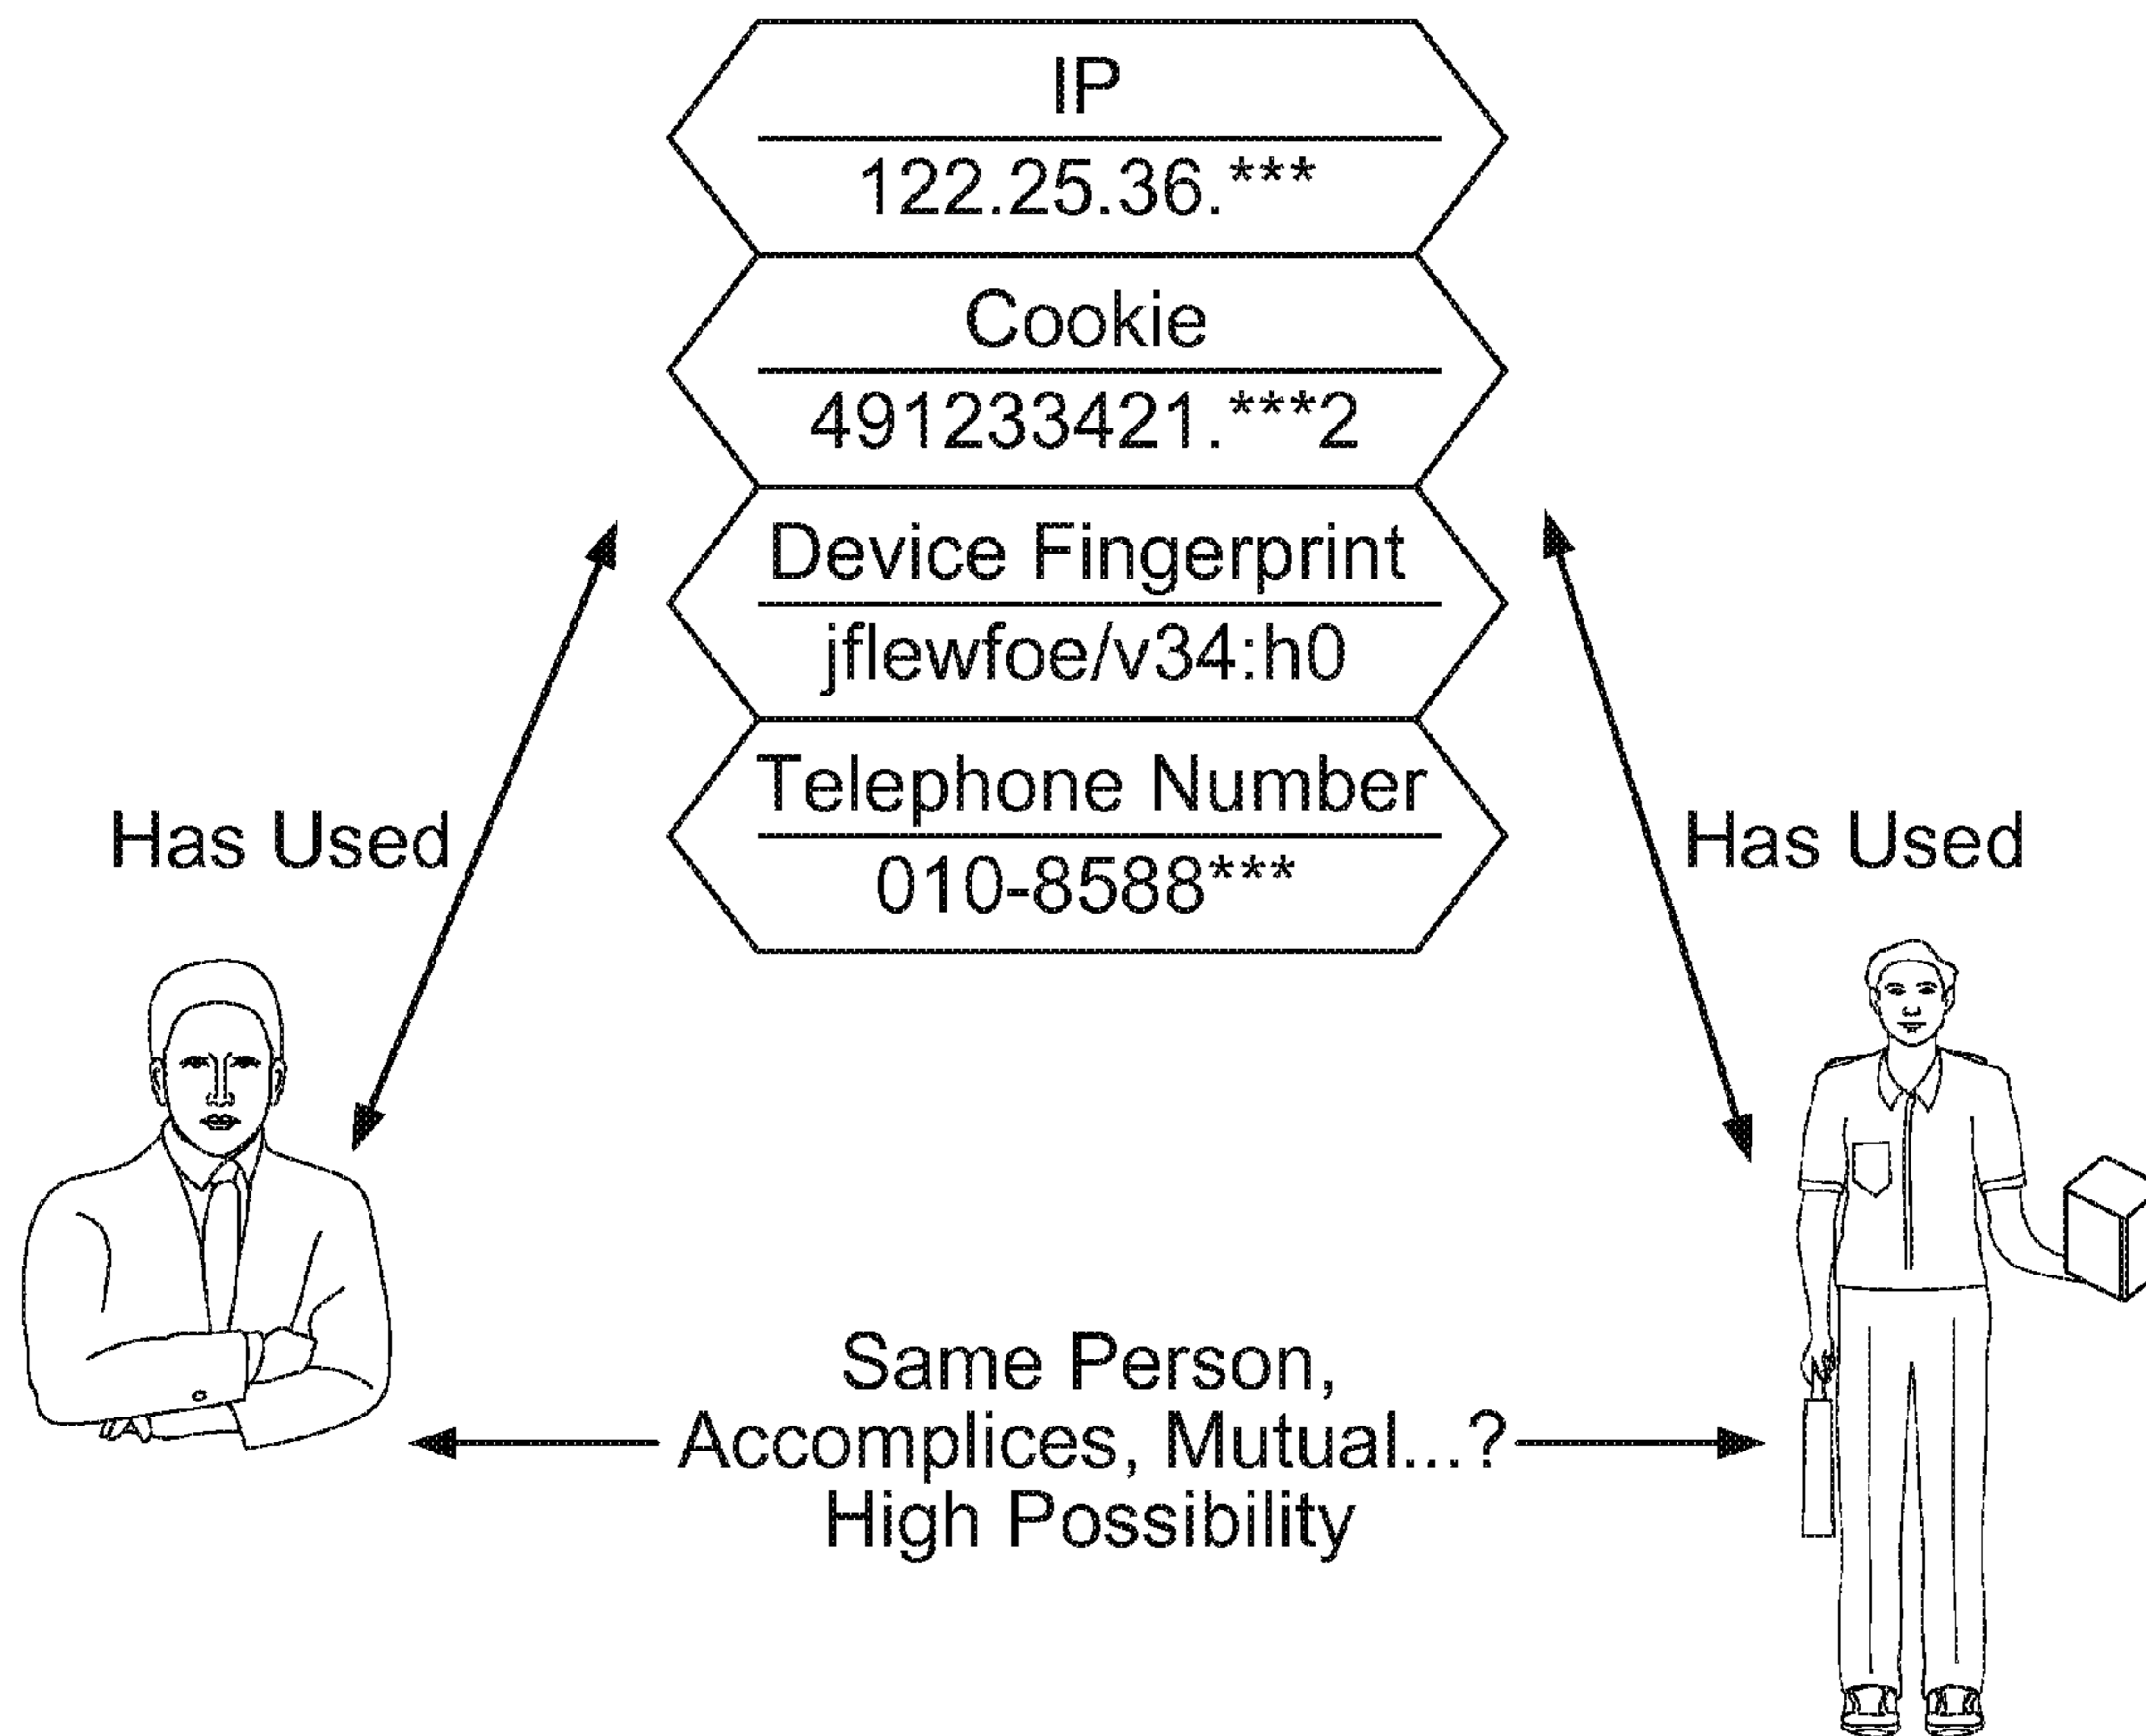 IP
122.25.36.***
Cookie
491233421.***2
Device Fingerprint
jflewfoe/v34:h0
Telephone Number
010-8588***
Has Used
Has Used
Same Person,
Accomplices, Mutual...?
High Possibility